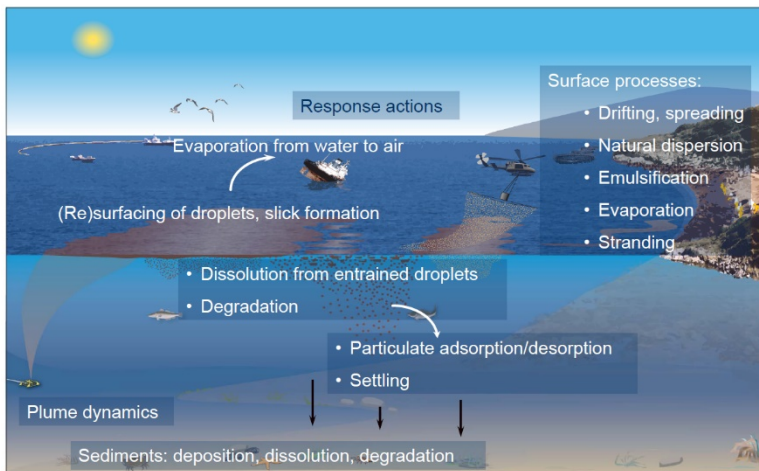 Response actions
Surface processes:
• Drifting, spreading
• Natural dispersion
• Emulsification
• Evaporation
• Stranding
Evaporation from water to air
(Re)surfacing of droplets, slick formation
• Dissolution from entrained droplets
• Degradation
• Particulate adsorption/desorption
• Settling
Plume dynamics
Sediments: deposition, dissolution, degradation